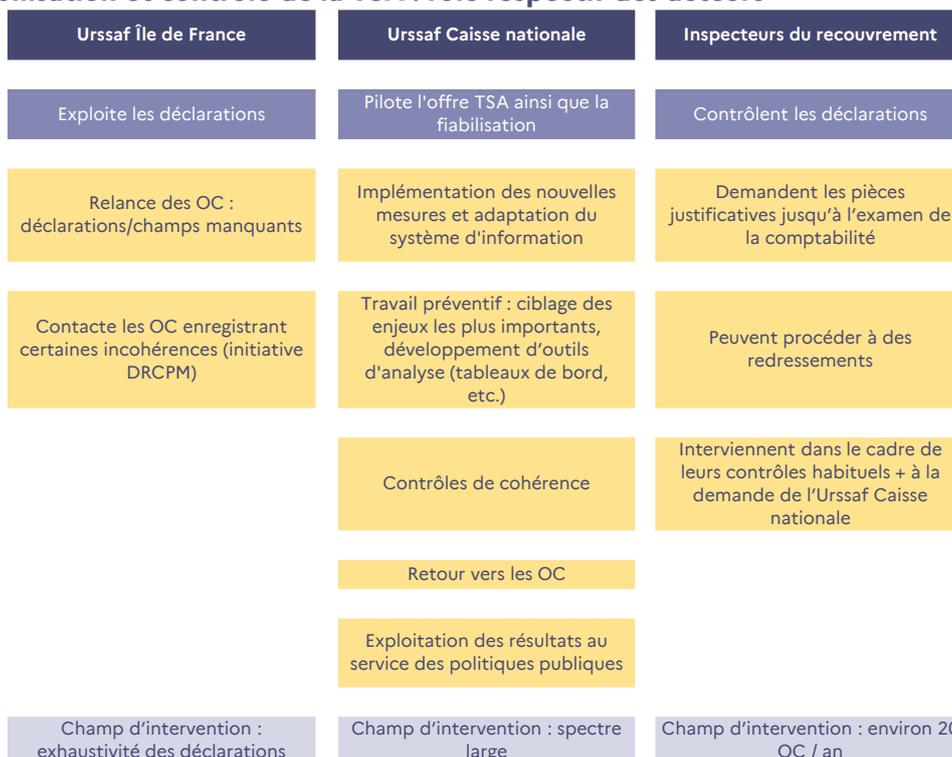 Urssaf Île de France
Urssaf Caisse nationale
Inspecteurs du recouvrement
Exploite les déclarations
Pilote l'offre TSA ainsi que la
fiabilisation
Contrôlent les déclarations
Relance des OC :
déclarations/champs manquants
Implémentation des nouvelles
mesures et adaptation du
système d'information
Demandent les pièces
justificatives jusqu’à l’examen de
la comptabilité
Contacte les OC enregistrant
certaines incohérences (initiative
DRCPM)
Travail préventif : ciblage des
enjeux les plus importants,
développement d’outils
d'analyse (tableaux de bord,
etc.)
Peuvent procéder à des
redressements
Contrôles de cohérence
Interviennent dans le cadre de
leurs contrôles habituels + à la
demande de l’Urssaf Caisse
nationale
Retour vers les OC
Exploitation des résultats au
service des politiques publiques
Champ d’intervention :
exhaustivité des déclarations
Champ d’intervention : spectre
large
Champ d’intervention : environ
OC / an